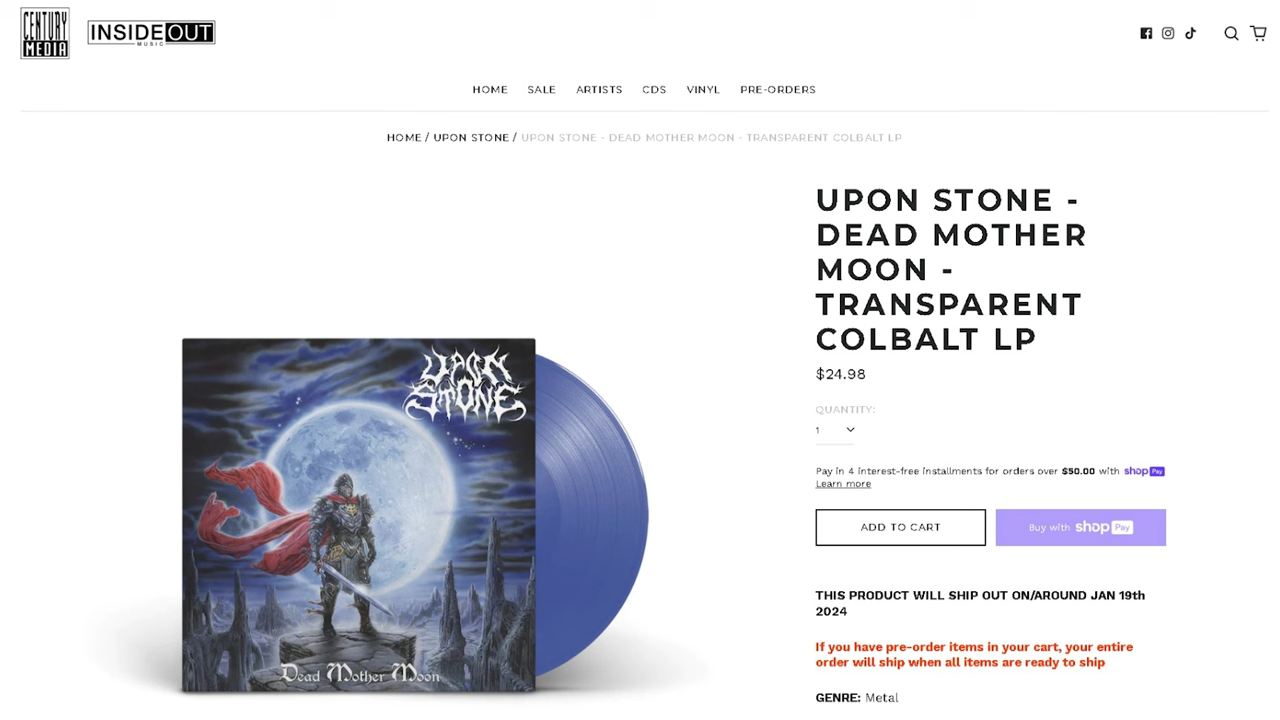 CENTURY
MEDIA
INSIDEOUT
MUSIC
HOME SALE ARTISTS CDS VINYL PRE-ORDERS
HOME / UPON STONE / UPON STONE - DEAD MOTHER MOON - TRANSPARENT COLBALT LP
UPON STONE -
DEAD MOTHER
MOON -
TRANSPARENT
COLBALT LP
$24.98
QUANTITY:
1
Pay in 4 interest-free installments for orders over $50.00 with shop Pay
Learn more
ADD TO CART
Buy with shop Pay
THIS PRODUCT WILL SHIP OUT ON/AROUND JAN 19th
2024
If you have pre-order items in your cart, your entire
order will ship when all items are ready to ship
GENRE: Metal
UPON
STONE
Dead Mother Moon